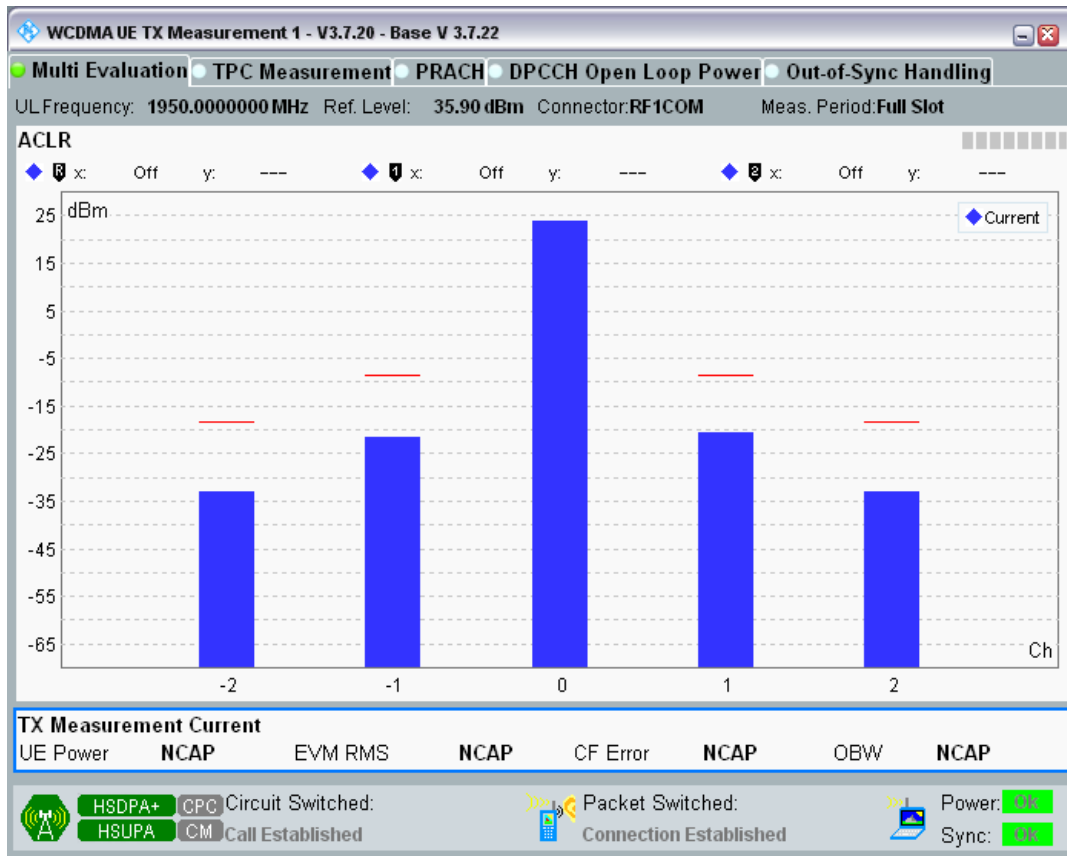 WCDMA UE TX Measurement 1 - V3.7.20 - Base V 3.7.22
Multi Evaluation TPC Measurement PRACH DPCCH Open Loop Power Out-of-Sync Handling
UL Frequency: 1950.0000000 MHz Ref. Level: 35.90 dBm Connector:RF1COM Meas. Period:Full Slot
ACLR
R x: Off y: --- 1 x: Off y: --- 2 x: Off y: ---
dBm
Current
25
15
5
-5
-15
-25
-35
-45
-55
-65
Ch
-2 -1 0 1 2
TX Measurement Current
UE Power NCAP EVM RMS NCAP CF Error NCAP OBW NCAP
HSDPA+ CPC Circuit Switched: Packet Switched: Power: Ok
HSUPA CM Call Established Connection Established Sync: Ok